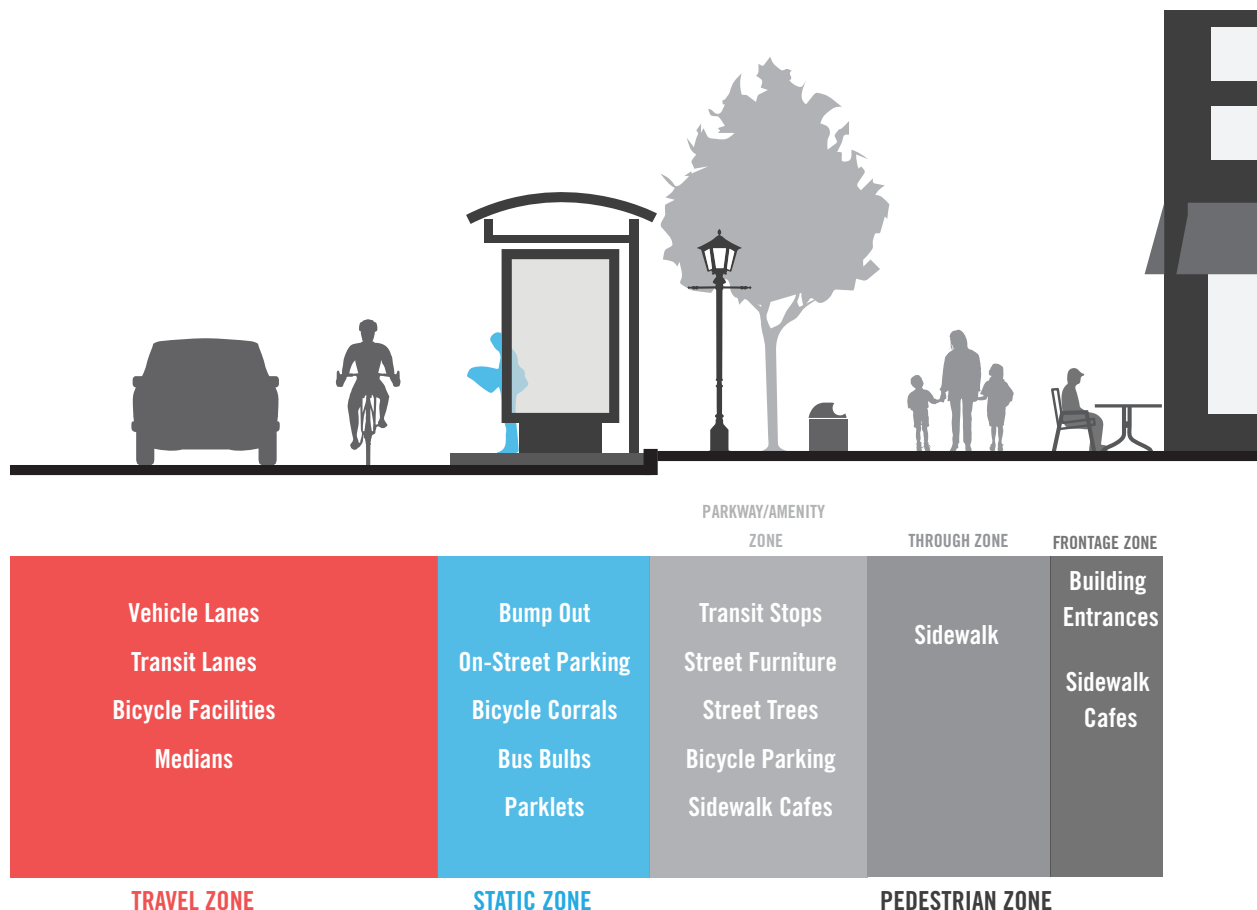 PARKWAY/AMENITY
ZONE
THROUGH ZONE
FRONTAGE ZONE
Vehicle Lanes
Transit Lanes
Bicycle Facilities
Medians
Bump Out
On-Street Parking
Bicycle Corrals
Bus Bulbs
Parklets
Transit Stops
Street Furniture
Street Trees
Bicycle Parking
Sidewalk Cafes
Sidewalk
Building
Entrances
Sidewalk
Cafes
TRAVEL ZONE
STATIC ZONE
PEDESTRIAN ZONE